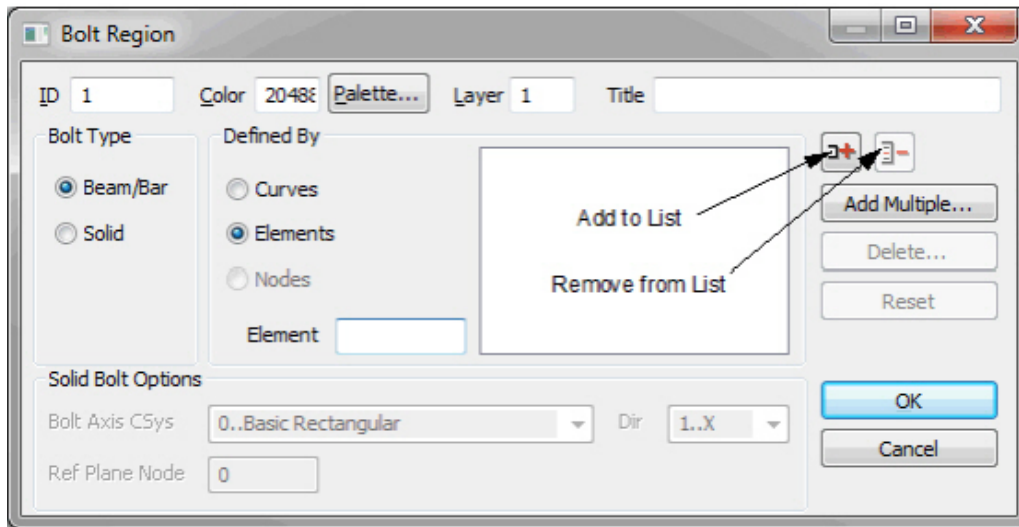 Bolt Region
ID 1 Color 20488 Palette... Layer 1 Title
Bolt Type
Beam/Bar
Solid
Defined By
Curves
Elements
Nodes
Element
Add to List
Remove from List
Add Multiple...
Delete...
Reset
Solid Bolt Options
Bolt Axis CSys 0..Basic Rectangular Dir 1..X
Ref Plane Node 0
OK
Cancel